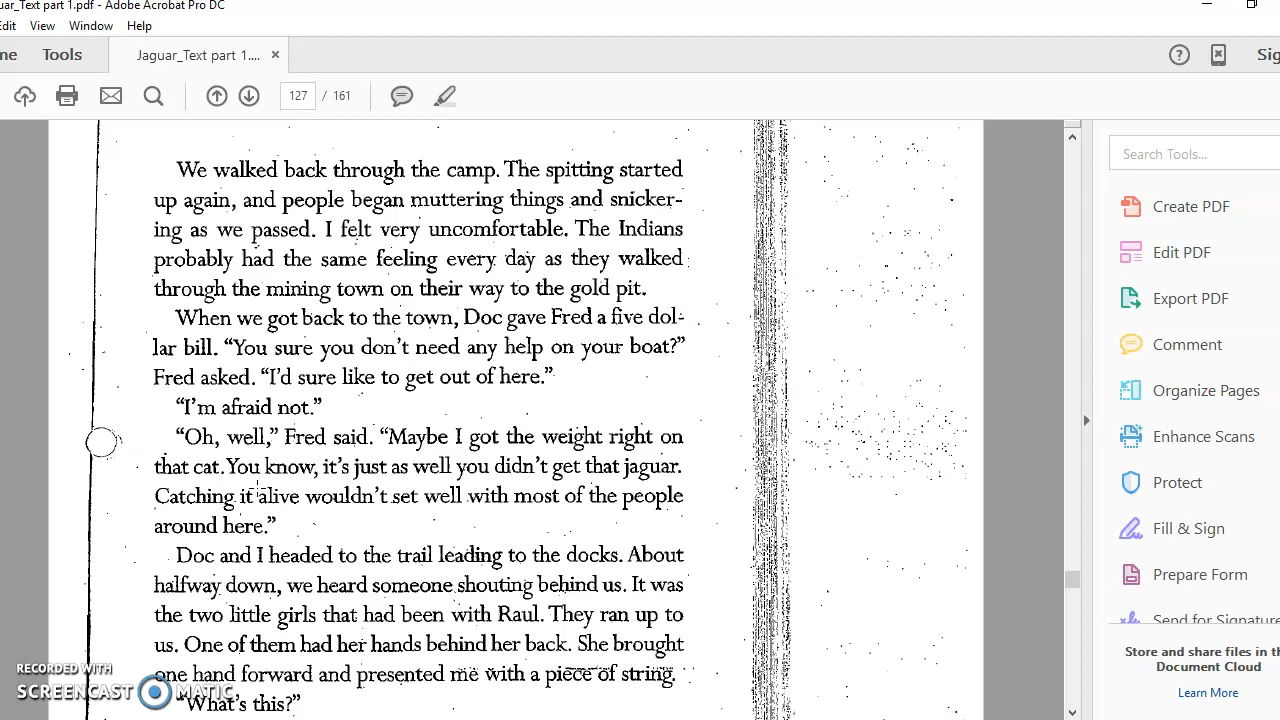 uar_Text part 1.pdf - Adobe Acrobat Pro DC
Edit View Window Help
me Tools Jaguar_Text part 1.... × ? Sig
127 / 161
We walked back through the camp. The spitting started
up again, and people began muttering things and snicker-
ing as we passed. I felt very uncomfortable. The Indians
probably had the same feeling every day as they walked
through the mining town on their way to the gold pit.
When we got back to the town, Doc gave Fred a five dol-
lar bill. “You sure you don’t need any help on your boat?”
Fred asked. “I’d sure like to get out of here.”
“I’m afraid not.”
“Oh, well,” Fred said. “Maybe I got the weight right on
that cat. You know, it’s just as well you didn’t get that jaguar.
Catching it alive wouldn’t set well with most of the people
around here.”
Doc and I headed to the trail leading to the docks. About
halfway down, we heard someone shouting behind us. It was
the two little girls that had been with Raul. They ran up to
us. One of them had her hands behind her back. She brought
one hand forward and presented me with a piece of string.
“What’s this?”
Search Tools...
Create PDF
Edit PDF
Export PDF
Comment
Organize Pages
Enhance Scans
Protect
Fill & Sign
Prepare Form
Send for Signature
Store and share files in th
Document Cloud
Learn More
RECORDED WITH
SCREENCAST MATIC